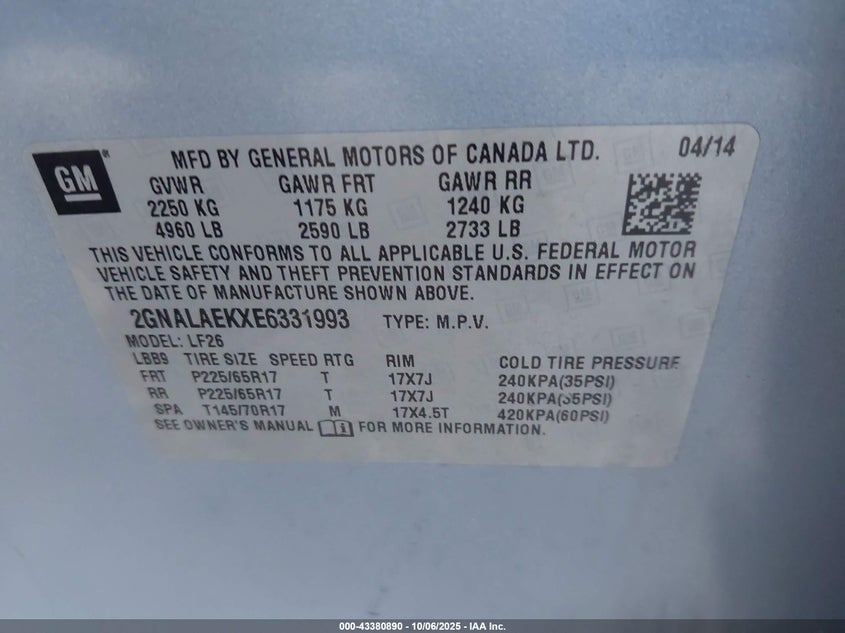 GM
MFD BY GENERAL MOTORS OF CANADA LTD. 04/14
GVWR GAWR FRT GAWR RR
2250 KG 1175 KG 1240 KG
4960 LB 2590 LB 2733 LB
THIS VEHICLE CONFORMS TO ALL APPLICABLE U.S. FEDERAL MOTOR
VEHICLE SAFETY AND THEFT PREVENTION STANDARDS IN EFFECT ON
THE DATE OF MANUFACTURE SHOWN ABOVE.
2GNALAEKXE6331993 TYPE: M.P.V.
MODEL: LF26
LBB9 TIRE SIZE SPEED RTG RIM COLD TIRE PRESSURE
FRT P225/65R17 T 17X7J 240KPA(35PSI)
RR P225/65R17 T 17X7J 240KPA(35PSI)
SPA T145/70R17 M 17X4.5T 420KPA(60PSI)
SEE OWNER'S MANUAL FOR MORE INFORMATION.
000-43380890 - 10/06/2025 - IAA Inc.